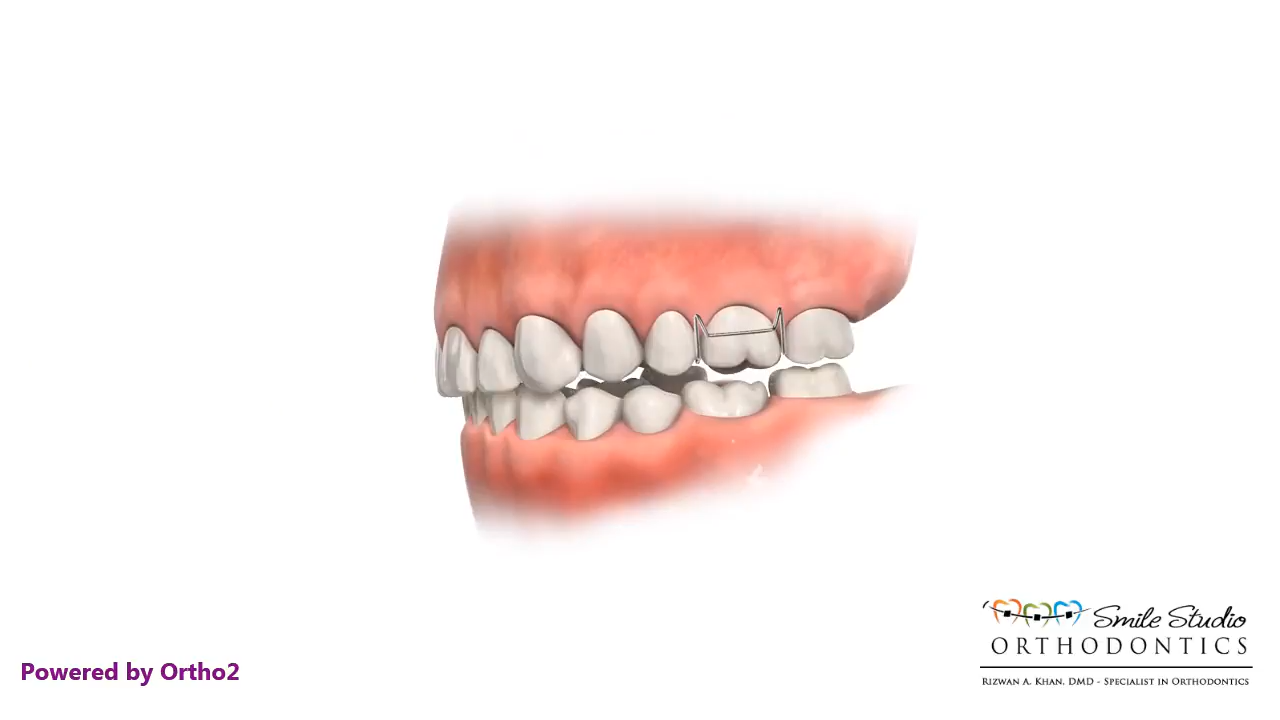 Powered by Ortho2
Smile Studio
ORTHODONTICS
RIZWAN A. KHAN, DMD - SPECIALIST IN ORTHODONTICS